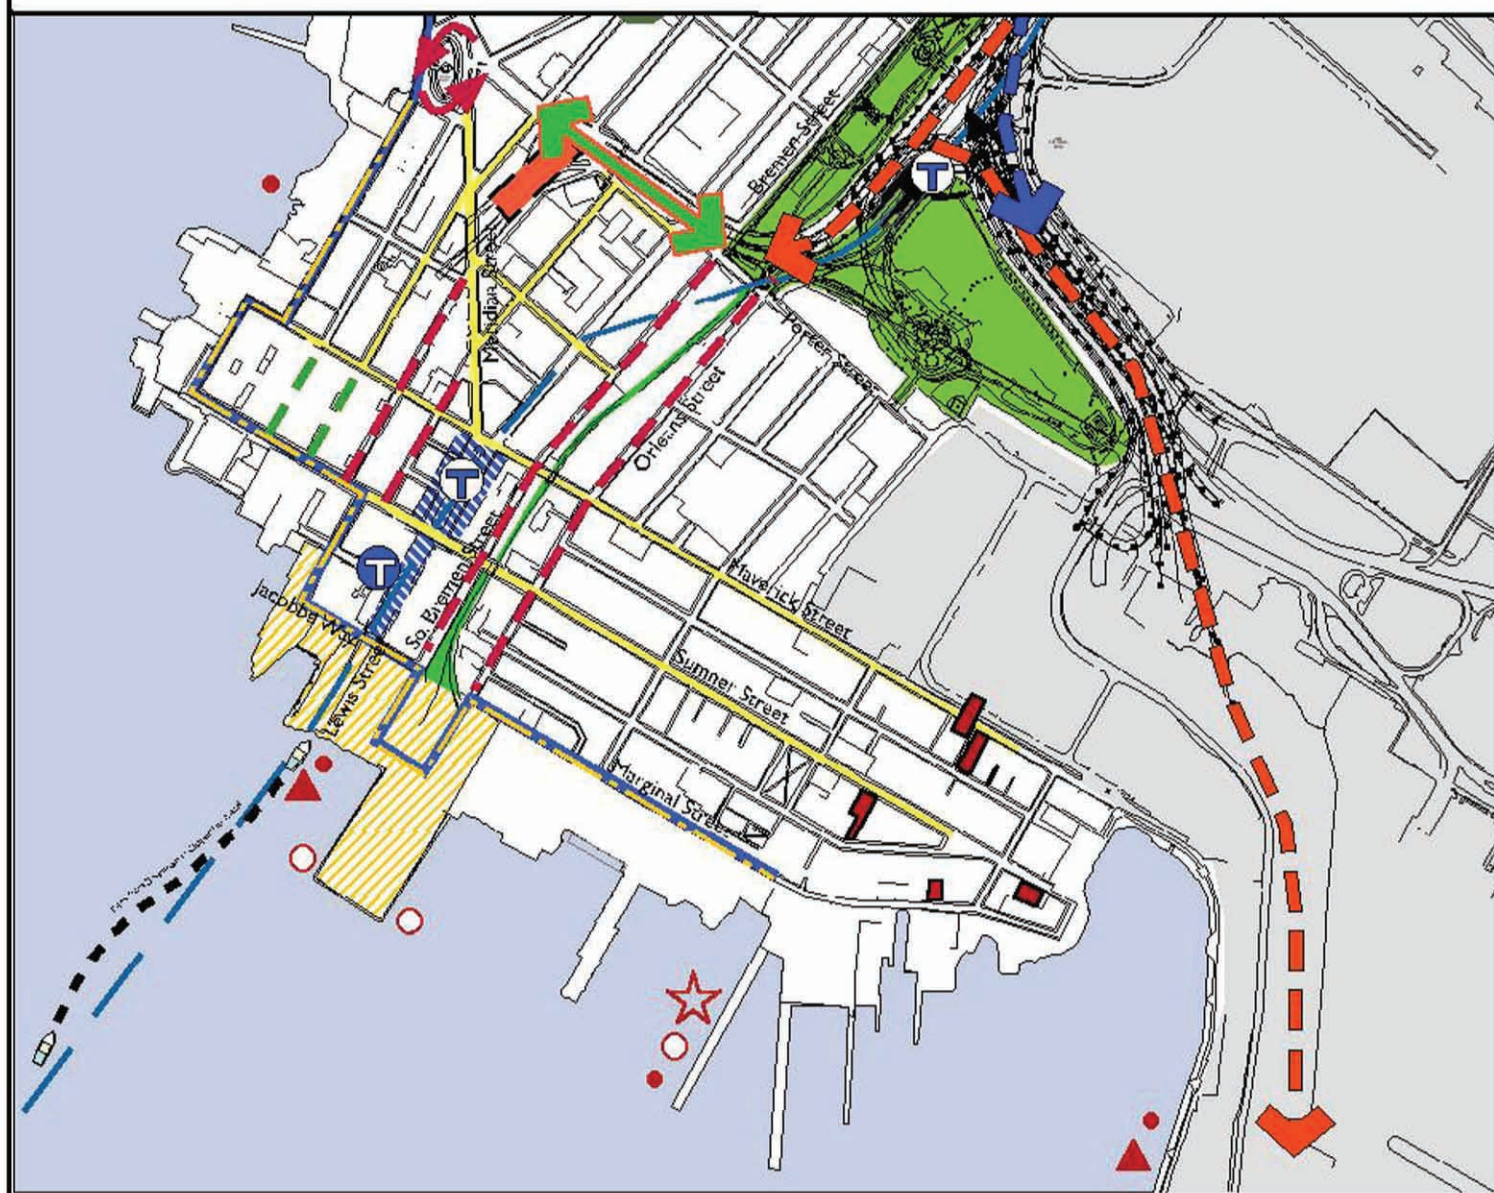 Bremen Street
T
Meridian Street
Porter Street
Orleans Street
T
So. Bremen Street
T
Jacobbe Way
Maverick Street
Lewis Street
Sumner Street
Marginal Street